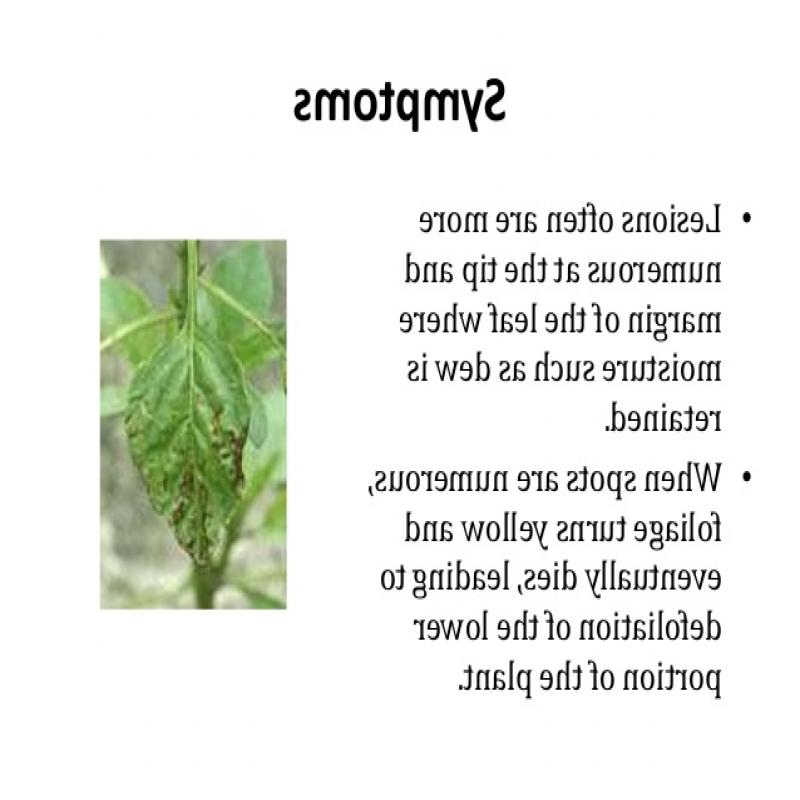 Symptoms
• Lesions often are more
numerous at the tip and
margin of the leaf where
moisture such as dew is
retained.
• When spots are numerous,
foliage turns yellow and
eventually dies, leading to
defoliation of the lower
portion of the plant.